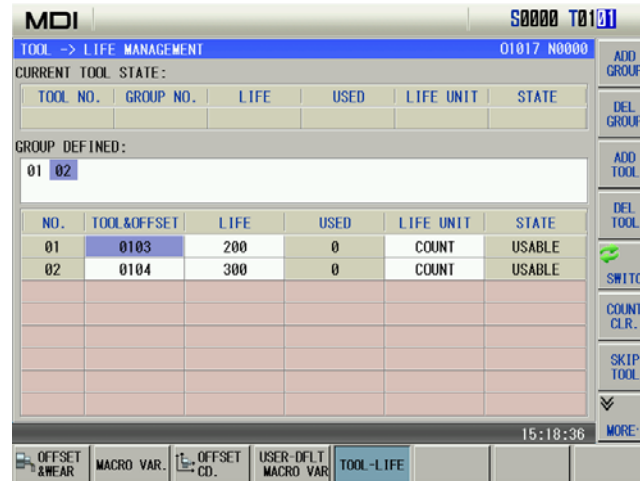 MDI S0000 T0101
TOOL -> LIFE MANAGEMENT O1017 N0000
CURRENT TOOL STATE:
TOOL NO. GROUP NO. LIFE USED LIFE UNIT STATE
GROUP DEFINED:
01 02
NO. TOOL&OFFSET LIFE USED LIFE UNIT STATE
01 0103 200 0 COUNT USABLE
02 0104 300 0 COUNT USABLE
15:18:36
ADD
GROUP
DEL
GROUP
ADD
TOOL
DEL
TOOL
SWITC
COUNT
CLR.
SKIP
TOOL
MORE·
OFFSET
&WEAR
MACRO VAR.
OFFSET
CD.
USER-DFLT
MACRO VAR
TOOL-LIFE